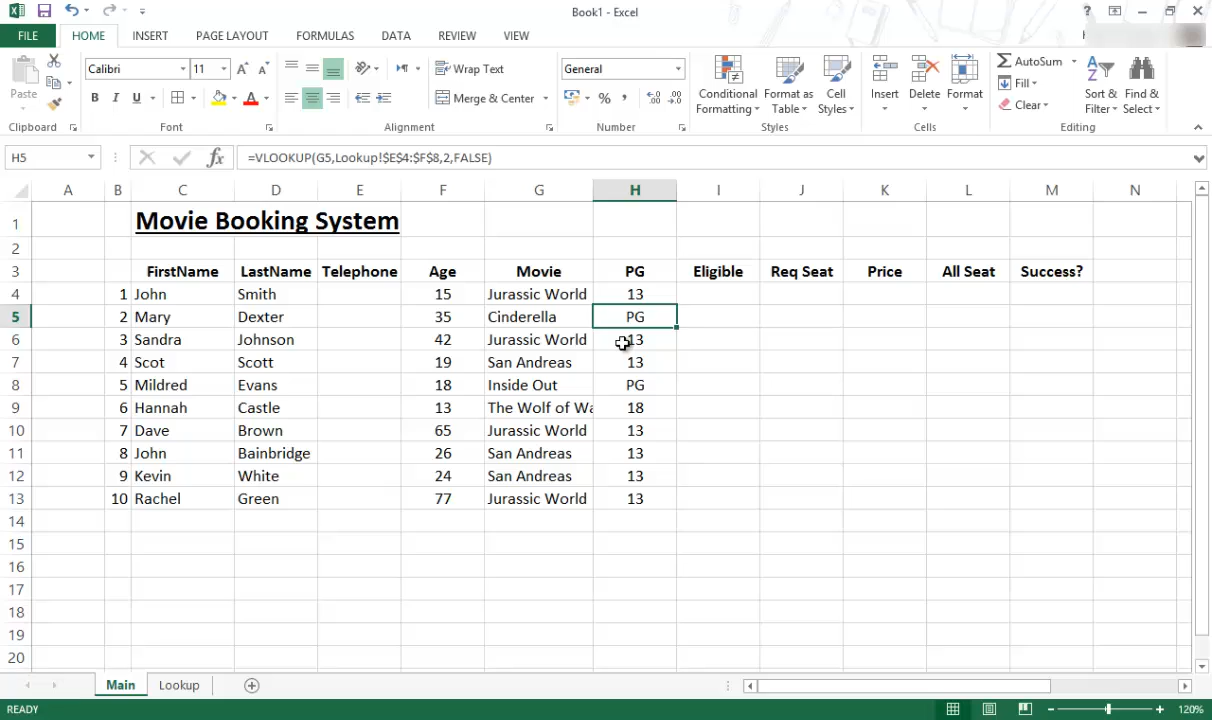 Book1 - Excel
FILE HOME INSERT PAGE LAYOUT FORMULAS DATA REVIEW VIEW
Paste
Calibri 11
B I U A
Wrap Text
Merge & Center
General
Conditional Formatting
Format as Table
Cell Styles
Insert Delete Format
AutoSum
Fill
Clear
Sort & Filter
Find & Select
Clipboard Font Alignment Number Styles Cells Editing
H5 fx =VLOOKUP(G5,Lookup!$E$4:$F$8,2,FALSE)
A B C D E F G H I J K L M N
1 Movie Booking System
2
3 FirstName LastName Telephone Age Movie PG Eligible Req Seat Price All Seat Success?
4 1 John Smith 15 Jurassic World 13
5 2 Mary Dexter 35 Cinderella PG
6 3 Sandra Johnson 42 Jurassic World 13
7 4 Scot Scott 19 San Andreas 13
8 5 Mildred Evans 18 Inside Out PG
9 6 Hannah Castle 13 The Wolf of Wa 18
10 7 Dave Brown 65 Jurassic World 13
11 8 John Bainbridge 26 San Andreas 13
12 9 Kevin White 24 San Andreas 13
13 10 Rachel Green 77 Jurassic World 13
14
15
16
17
18
19
20
Main Lookup
READY 120%